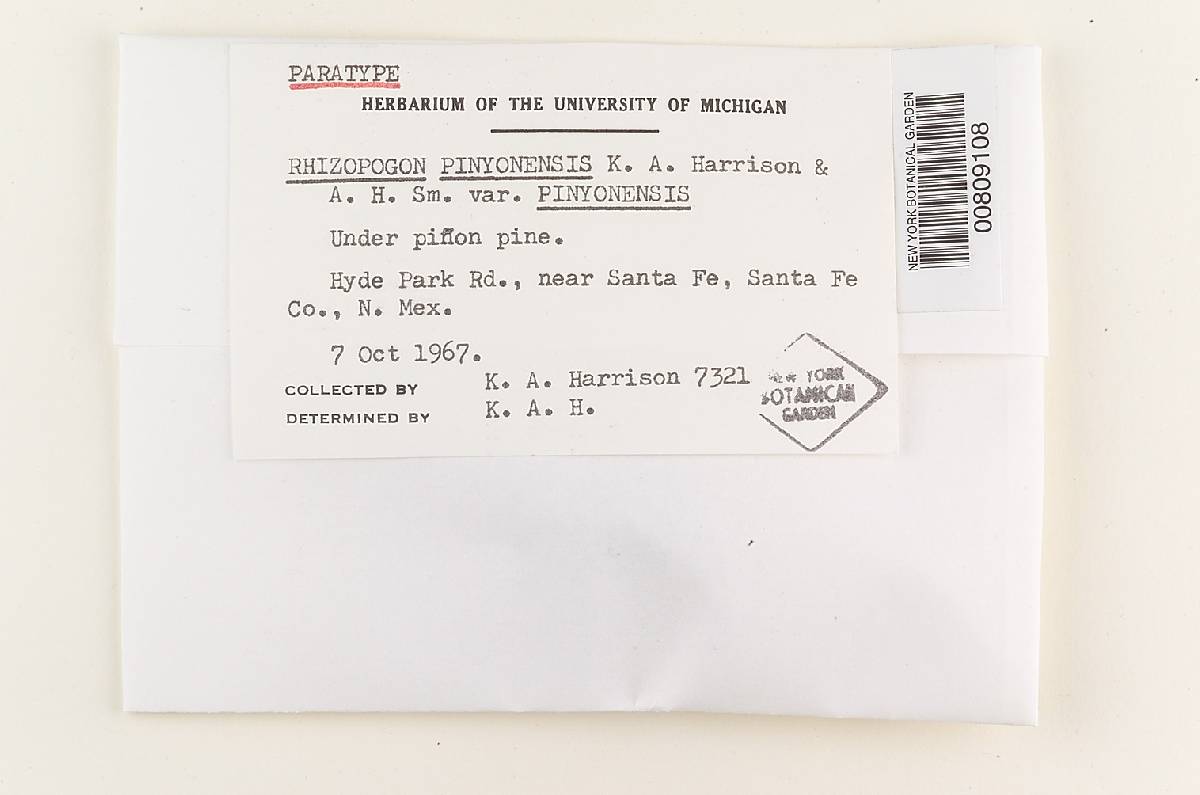 PARATYPE
HERBARIUM OF THE UNIVERSITY OF MICHIGAN
RHIZOPOGON PINYONENSIS K. A. Harrison &
A. H. Sm. var. PINYONENSIS
Under piñon pine.
Hyde Park Rd., near Santa Fe, Santa Fe
Co., N. Mex.
7 Oct 1967.
COLLECTED BY K. A. Harrison 7321
DETERMINED BY K. A. H.
NEW YORK
BOTANICAL
GARDEN
NEW YORK BOTANICAL GARDEN
00809108